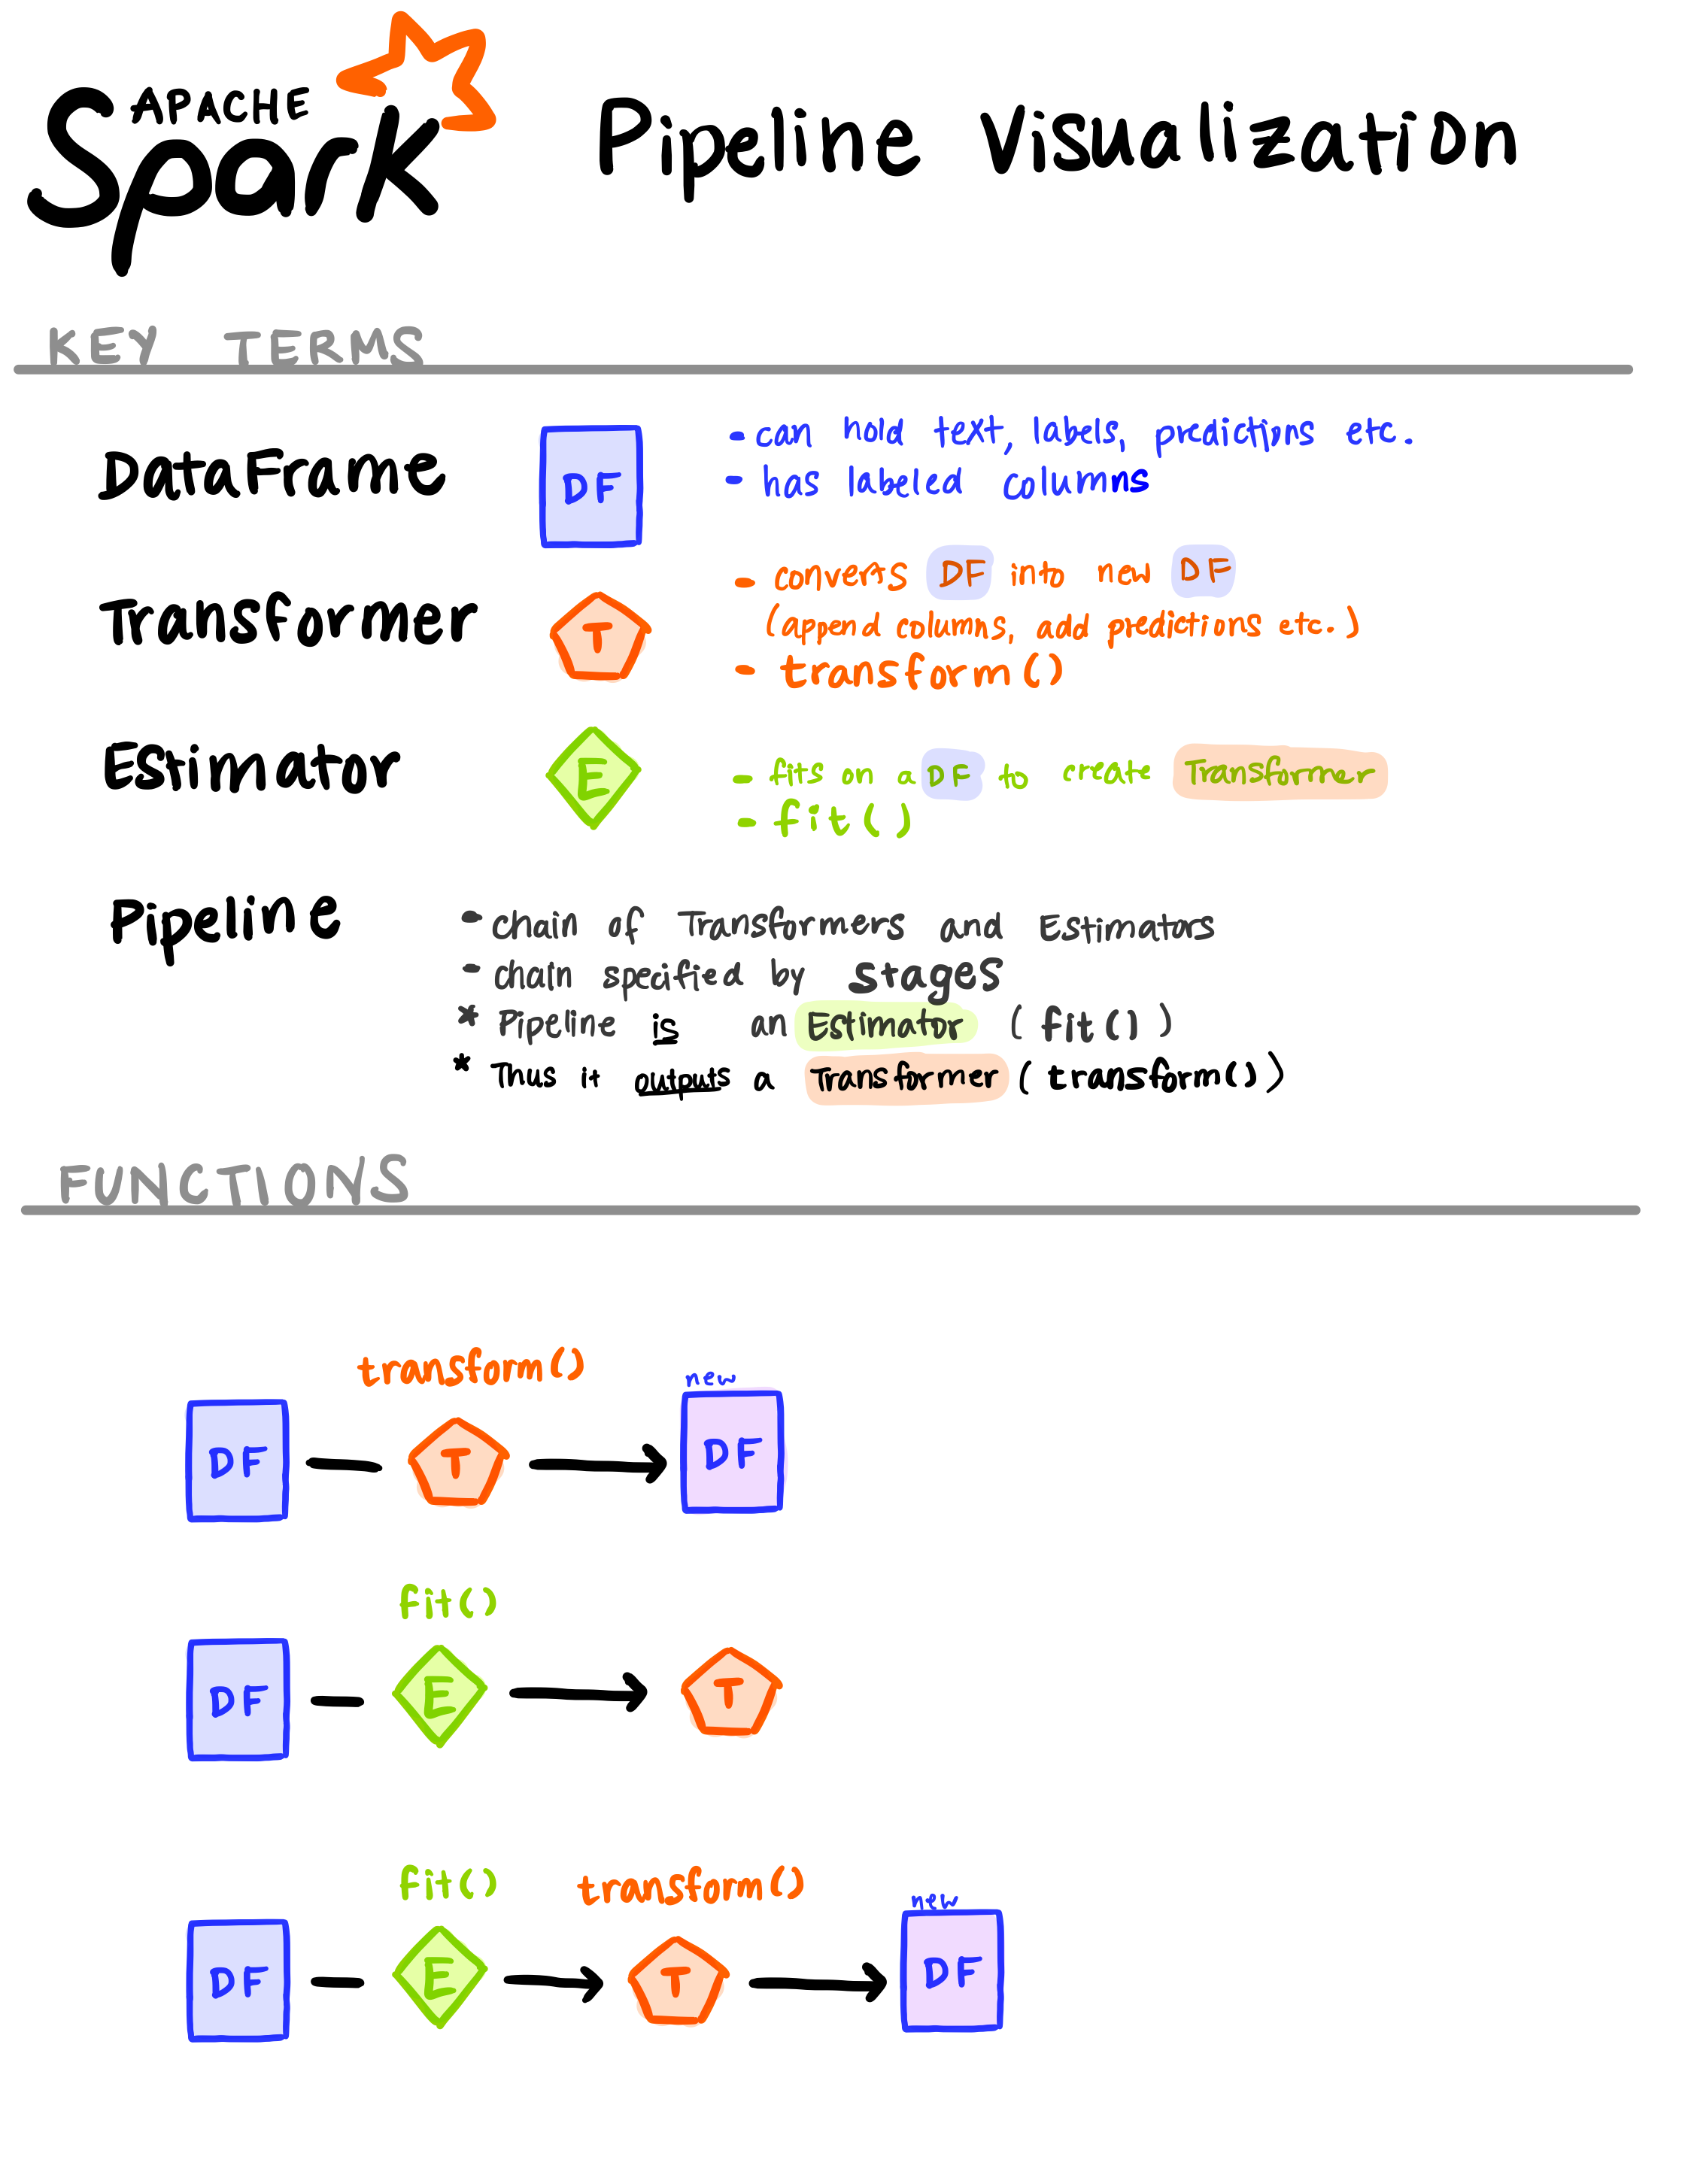 APACHE
Spark
Pipeline Visualization
KEY TERMS
DataFrame
DF
- can hold text, labels, predictions etc.
- has labeled columns
Transformer
T
- converts DF into new DF
(append columns, add predictions etc.)
- transform()
Estimator
E
- fits on a DF to create Transformer
- fit()
Pipeline
- chain of Transformers and Estimators
- chain specified by stages
* Pipeline is an Estimator ( fit() )
* Thus it outputs a Transformer ( transform() )
FUNCTIONS
transform()
new
DF
T
DF
fit()
DF
E
T
fit()
transform()
new
DF
E
T
DF